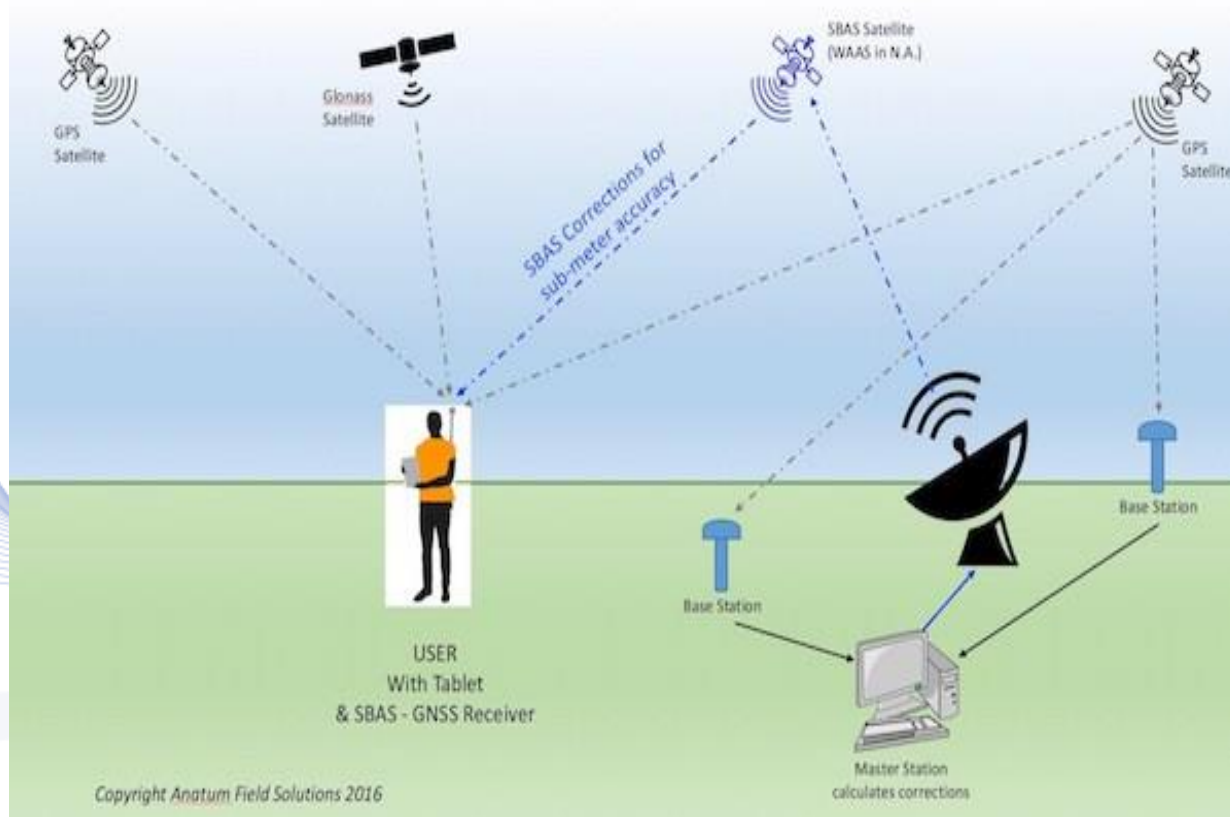 GPS
Satellite
Glonass
Satellite
SBAS Satellite
(WAAS in N.A.)
GPS
Satellite
SBAS Corrections for
sub-meter accuracy
Base Station
Base Station
USER
With Tablet
& SBAS - GNSS Receiver
Master Station
calculates corrections
Copyright Anatum Field Solutions 2016